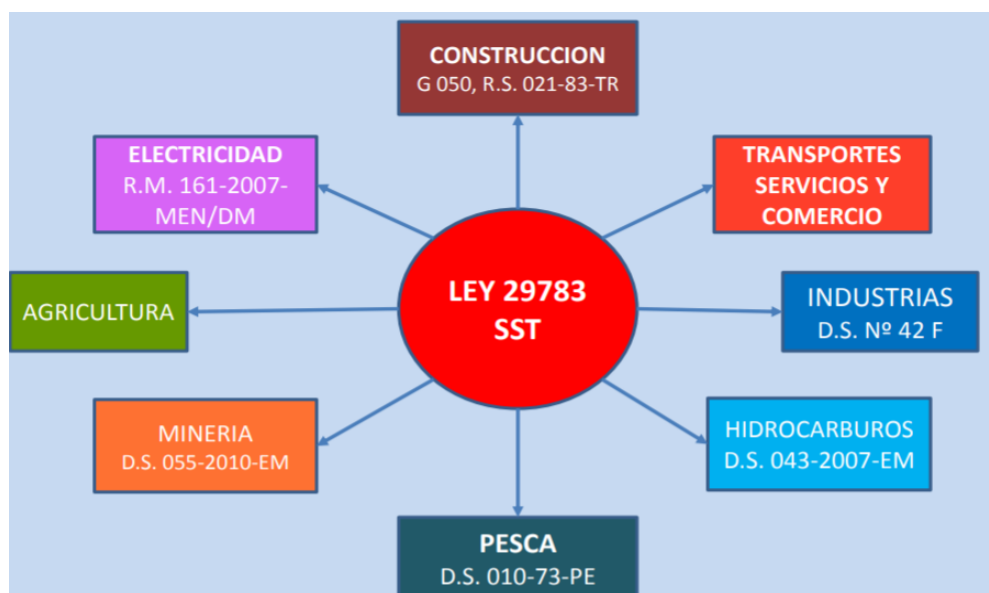 CONSTRUCCION
G 050, R.S. 021-83-TR
ELECTRICIDAD
R.M. 161-2007-
MEN/DM
TRANSPORTES
SERVICIOS Y
COMERCIO
AGRICULTURA
LEY 29783
SST
INDUSTRIAS
D.S. Nº 42 F
MINERIA
D.S. 055-2010-EM
HIDROCARBUROS
D.S. 043-2007-EM
PESCA
D.S. 010-73-PE